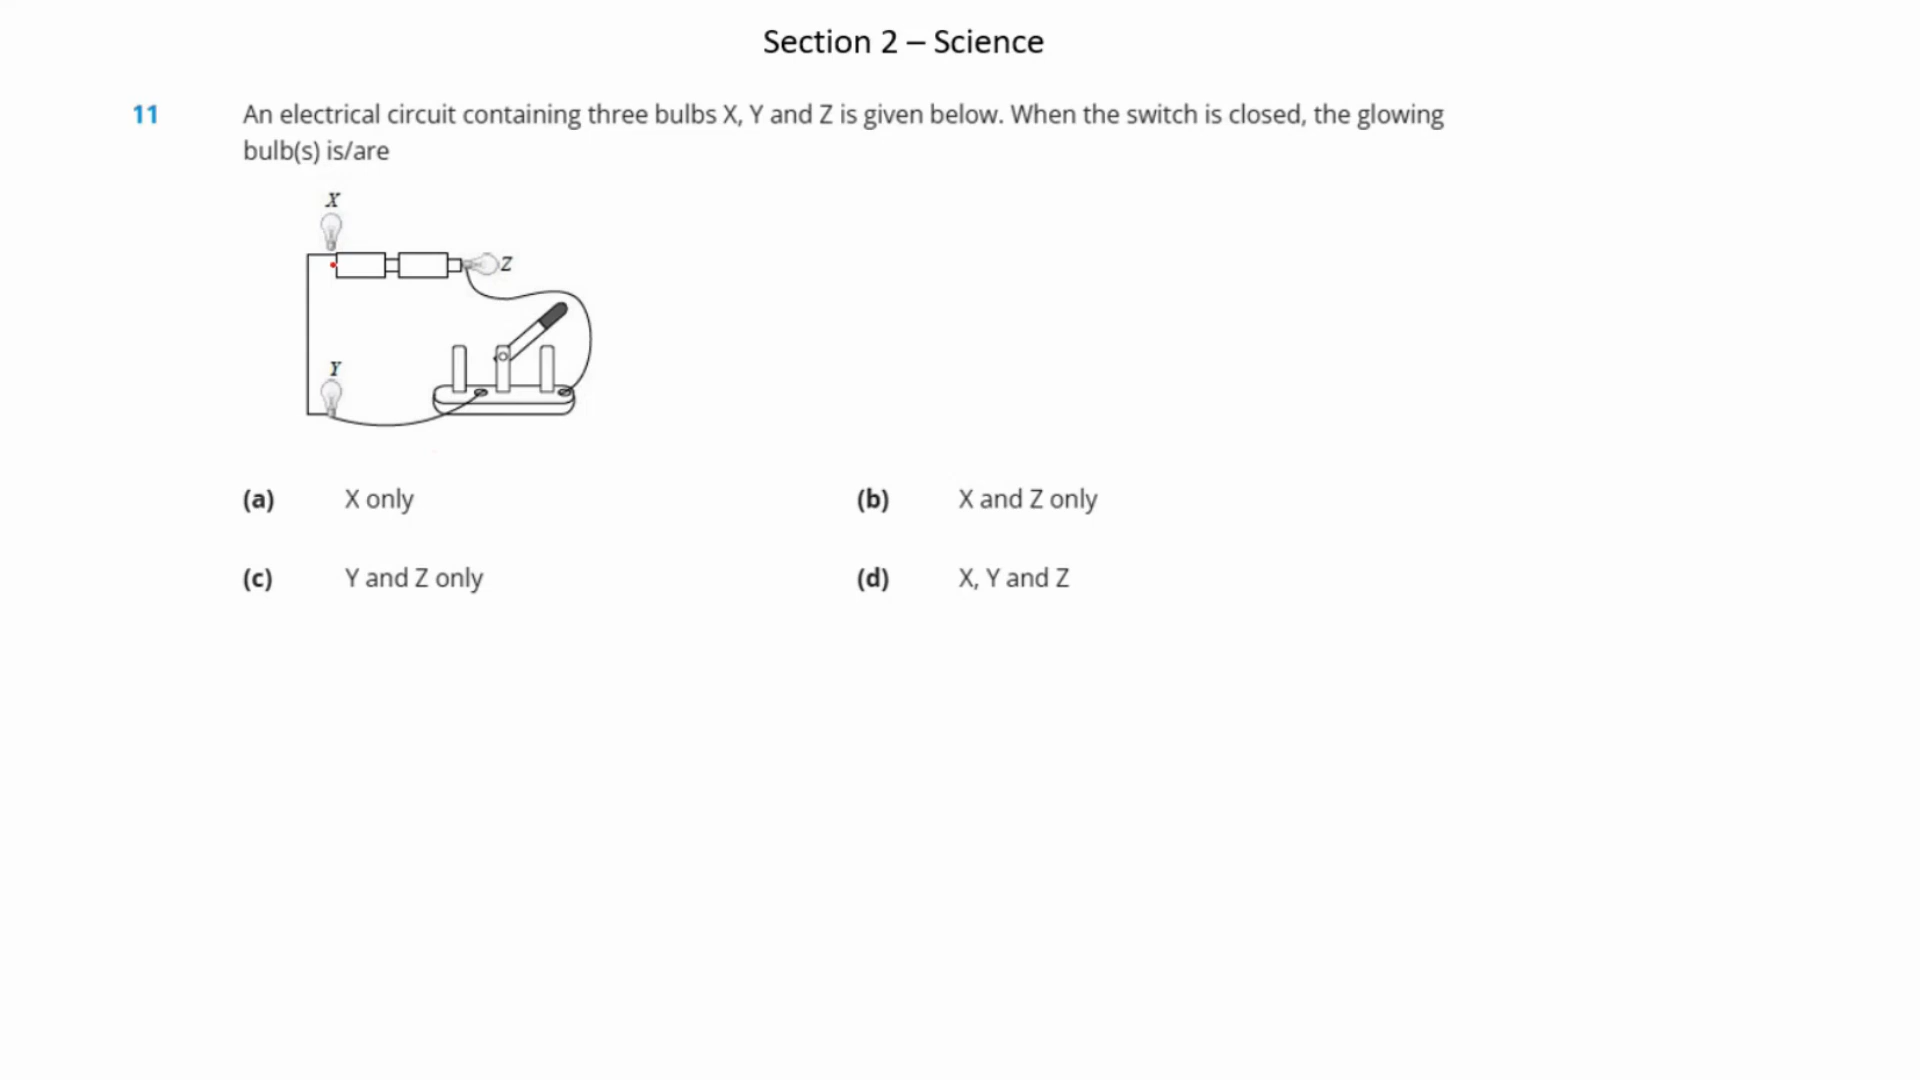 Section 2 – Science
11 An electrical circuit containing three bulbs X, Y and Z is given below. When the switch is closed, the glowing
bulb(s) is/are
X
Z
Y
(a) X only (b) X and Z only
(c) Y and Z only (d) X, Y and Z